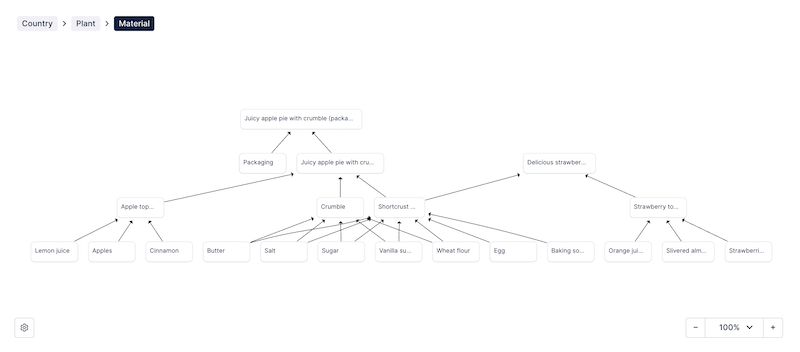 Country > Plant > Material
Juicy apple pie with crumble (packa...
Packaging
Juicy apple pie with cru...
Delicious strawber...
Apple top...
Crumble
Shortcrust ...
Strawberry to...
Lemon juice
Apples
Cinnamon
Butter
Salt
Sugar
Vanilla su...
Wheat flour
Egg
Baking so...
Orange jui...
Slivered alm...
Strawberri...
− 100% +